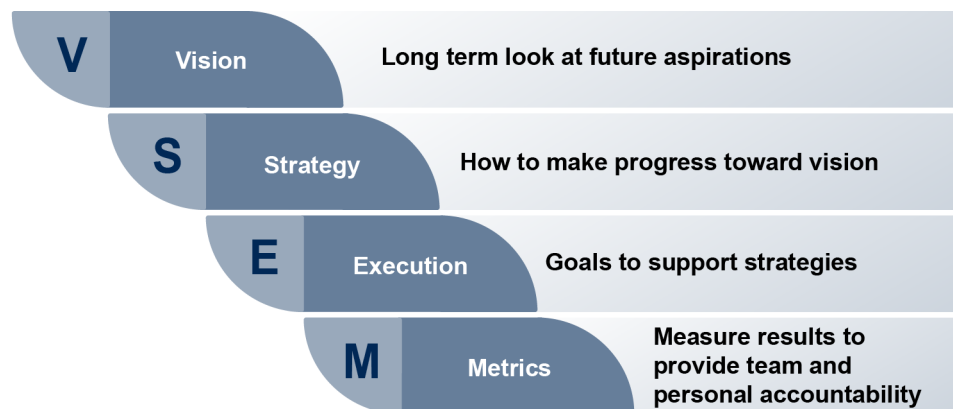 V
Vision
Long term look at future aspirations
S
Strategy
How to make progress toward vision
E
Execution
Goals to support strategies
M
Metrics
Measure results to
provide team and
personal accountability